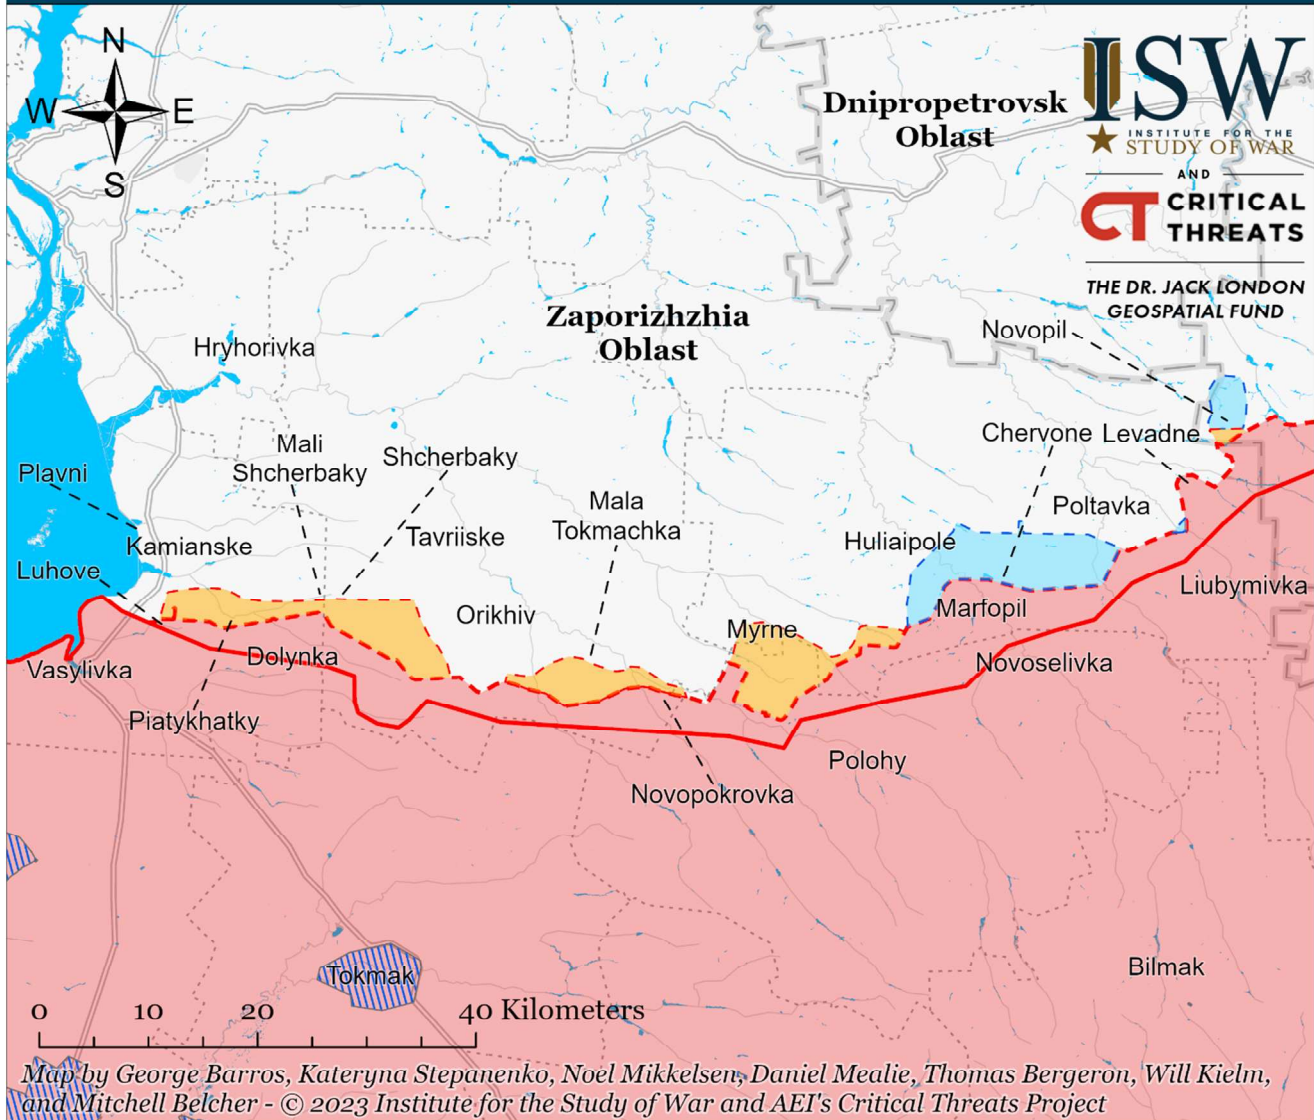 N
W
E
S
ISW
INSTITUTE FOR THE
STUDY OF WAR
AND
CT CRITICAL
THREATS
THE DR. JACK LONDON
GEOSPATIAL FUND
Dnipropetrovsk
Oblast
Zaporizhzhia
Oblast
Novopil
Hryhorivka
Mali
Shcherbaky
Shcherbaky
Chervone
Levadne
Plavni
Mala
Tokmachka
Poltavka
Kamianske
Tavriiske
Huliaipole
Luhove
Liubymivka
Orikhiv
Marfopil
Myrne
Vasylivka
Dolynka
Novoselivka
Piatykhatky
Polohy
Novopokrovka
Tokmak
Bilmak
0 10 20 40 Kilometers
Map by George Barros, Kateryna Stepanenko, Noel Mikkelsen, Daniel Mealie, Thomas Bergeron, Will Kielm,
and Mitchell Belcher - © 2023 Institute for the Study of War and AEI's Critical Threats Project